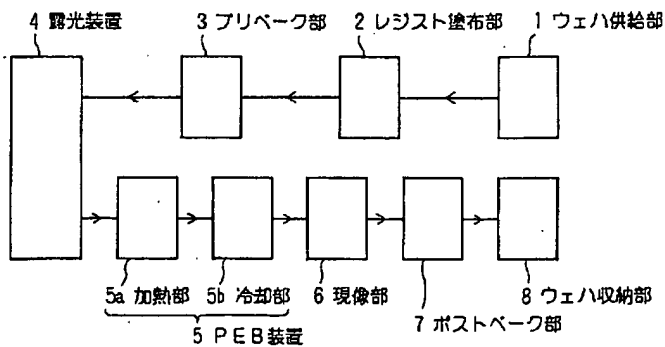 4 露光装置
3 プリベーク部
2 レジスト塗布部
1 ウェハ供給部
5a 加熱部
5b 冷却部
6 現像部
7 ポストベーク部
8 ウェハ収納部
5 PEB装置